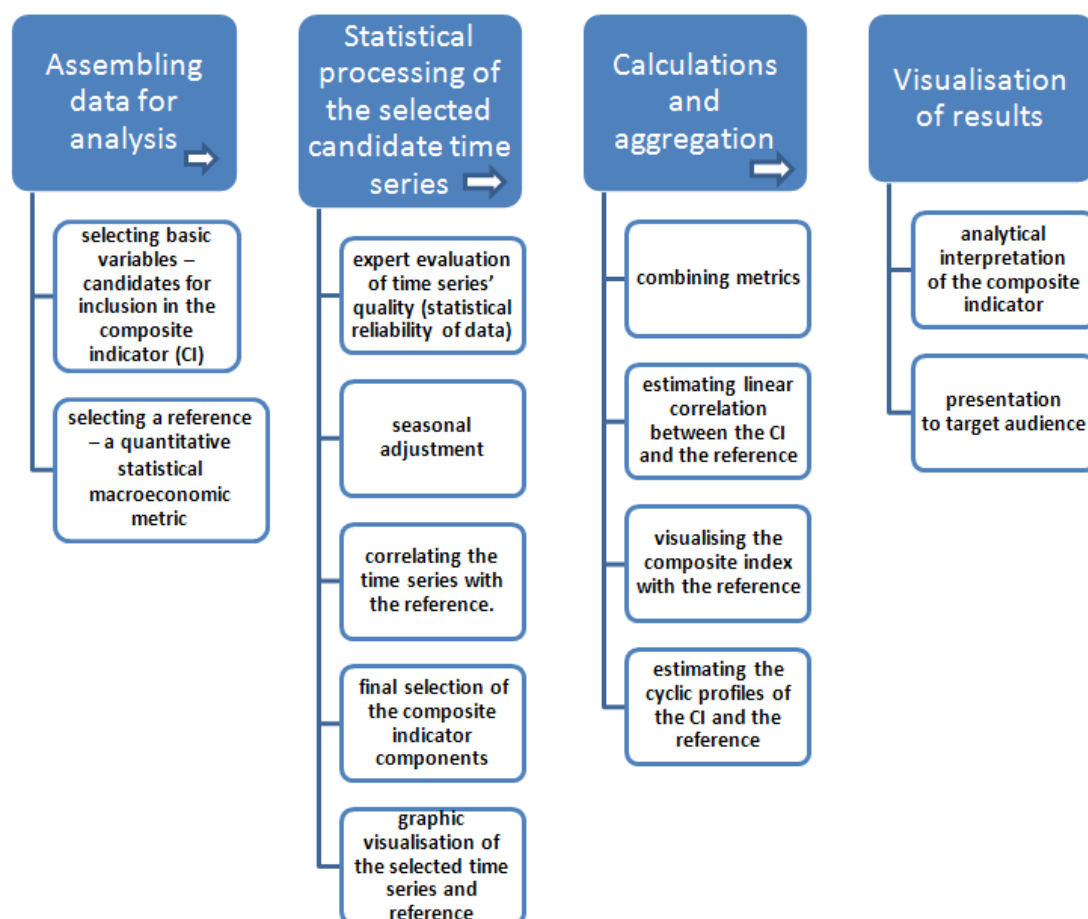 Assembling
data for
analysis
selecting basic
variables –
candidates for
inclusion in the
composite
indicator (CI)
selecting a reference
– a quantitative
statistical
macroeconomic
metric
Statistical
processing of
the selected
candidate time
series
expert evaluation
of time series’
quality (statistical
reliability of data)
seasonal
adjustment
correlating the
time series with
the reference.
final selection of
the composite
indicator
components
graphic
visualisation of
the selected time
series and
reference
Calculations
and
aggregation
combining metrics
estimating linear
correlation
between the CI
and the reference
visualising the
composite index
with the reference
estimating the
cyclic profiles of
the CI and the
reference
Visualisation
of results
analytical
interpretation
of the composite
indicator
presentation
to target audience